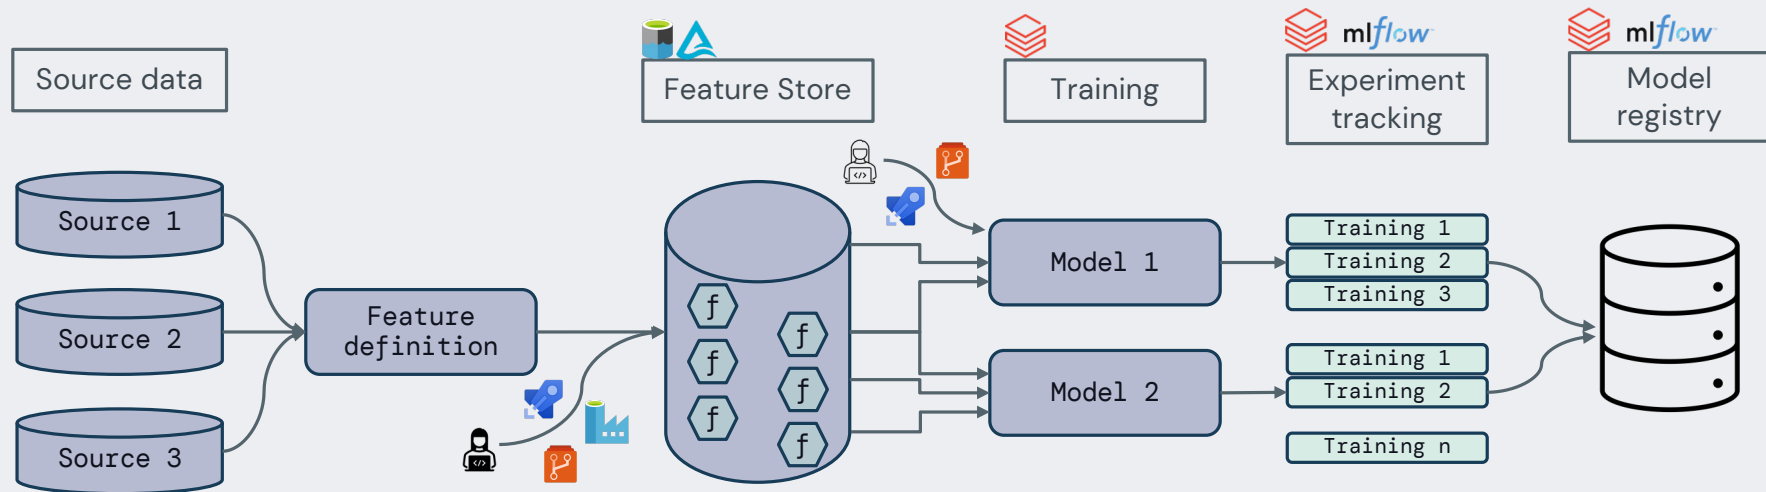 Source data
Feature Store
Training
mlflow
Experiment
tracking
mlflow
Model
registry
Source 1
Source 2
Source 3
Feature
definition
</>
ƒ
ƒ
ƒ
ƒ
ƒ
ƒ
</>
Model 1
Model 2
Training 1
Training 2
Training 3
Training 1
Training 2
Training n